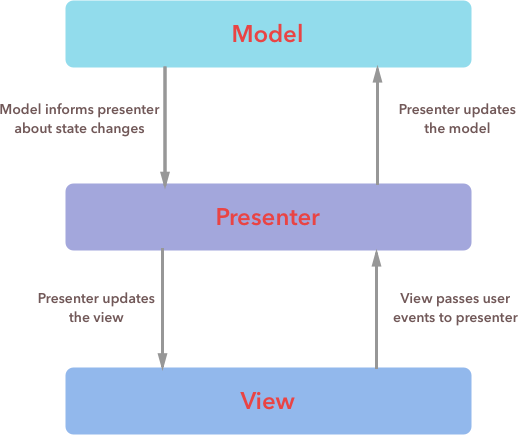 Model
Model informs presenter
about state changes
Presenter updates
the model
Presenter
Presenter updates
the view
View passes user
events to presenter
View